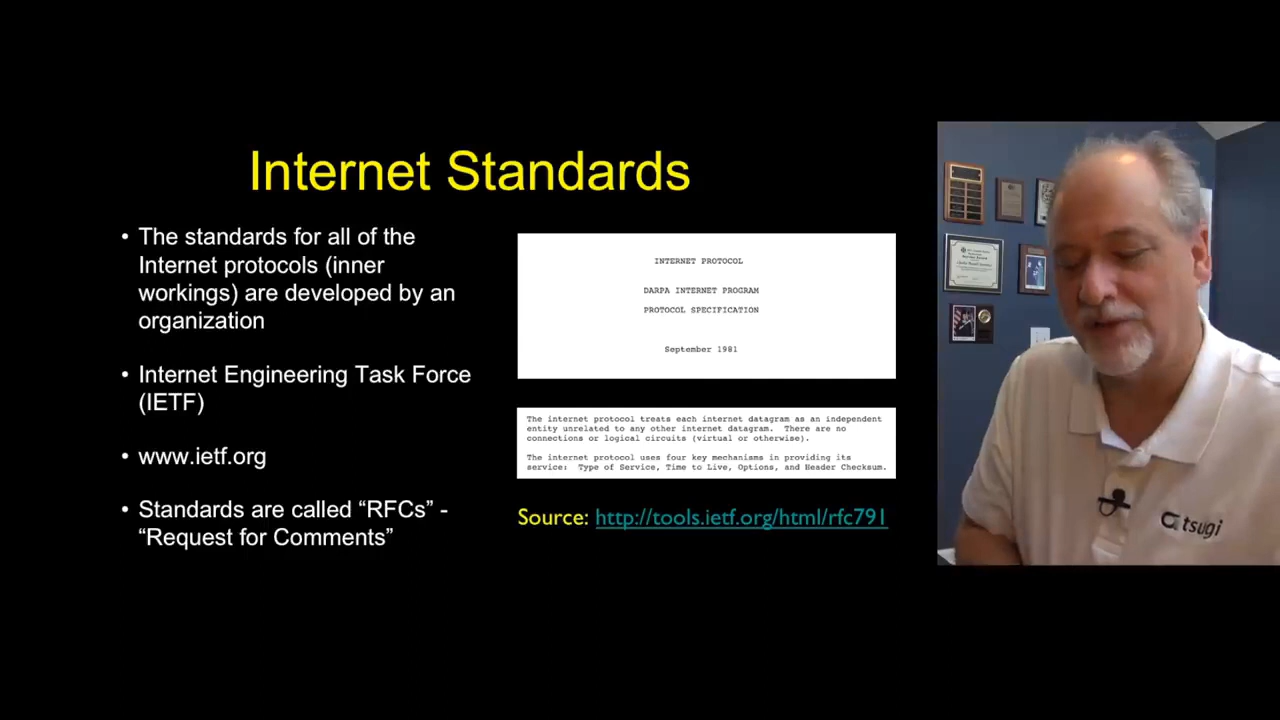 Internet Standards
• The standards for all of the
Internet protocols (inner
workings) are developed by an
organization
• Internet Engineering Task Force
(IETF)
• www.ietf.org
• Standards are called “RFCs” -
“Request for Comments”
INTERNET PROTOCOL
DARPA INTERNET PROGRAM
PROTOCOL SPECIFICATION
September 1981
The internet protocol treats each internet datagram as an independent
entity unrelated to any other internet datagram. There are no
connections or logical circuits (virtual or otherwise).
The internet protocol uses four key mechanisms in providing its
service: Type of Service, Time to Live, Options, and Header Checksum.
Source: http://tools.ietf.org/html/rfc791
tsugi